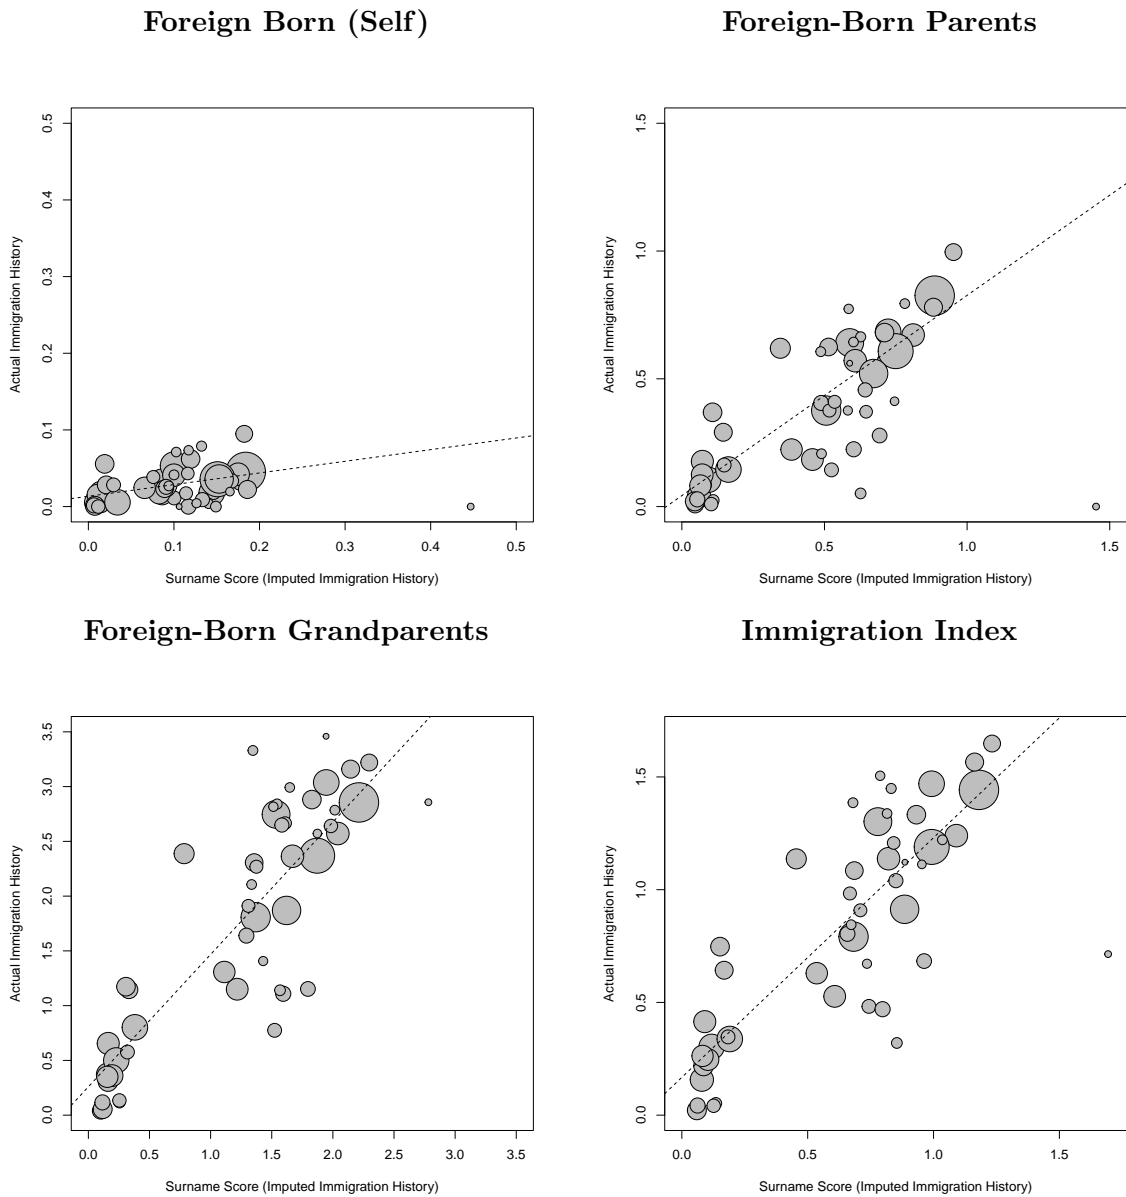 Foreign Born (Self)
Foreign-Born Parents
0.5
0.4
0.3
0.2
0.1
0.0
Actual Immigration History
0.0 0.1 0.2 0.3 0.4 0.5
Surname Score (Imputed Immigration History)
1.5
1.0
0.5
0.0
Actual Immigration History
0.0 0.5 1.0 1.5
Surname Score (Imputed Immigration History)
Foreign-Born Grandparents
Immigration Index
3.5
3.0
2.5
2.0
1.5
1.0
0.5
0.0
Actual Immigration History
0.0 0.5 1.0 1.5 2.0 2.5 3.0 3.5
Surname Score (Imputed Immigration History)
1.5
1.0
0.5
0.0
Actual Immigration History
0.0 0.5 1.0 1.5
Surname Score (Imputed Immigration History)